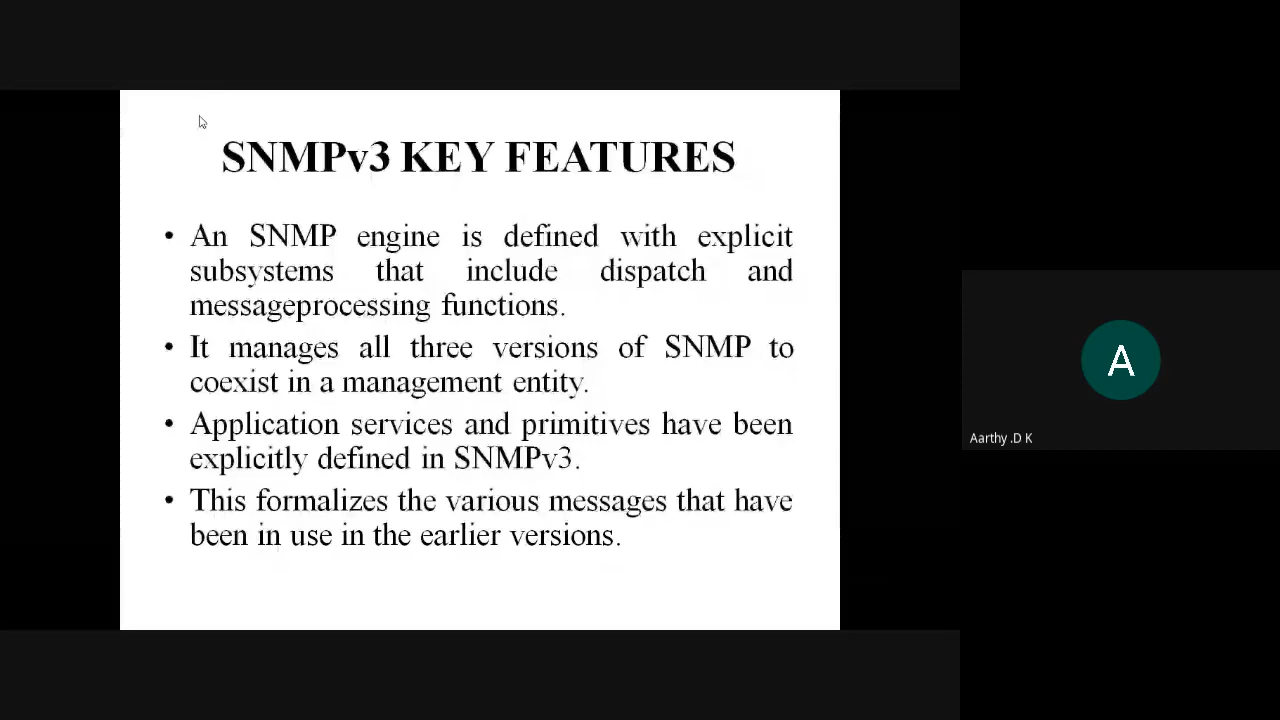 SNMPv3 KEY FEATURES
• An SNMP engine is defined with explicit
subsystems that include dispatch and
messageprocessing functions.
• It manages all three versions of SNMP to
coexist in a management entity.
• Application services and primitives have been
explicitly defined in SNMPv3.
• This formalizes the various messages that have
been in use in the earlier versions.
A
Aarthy .D K